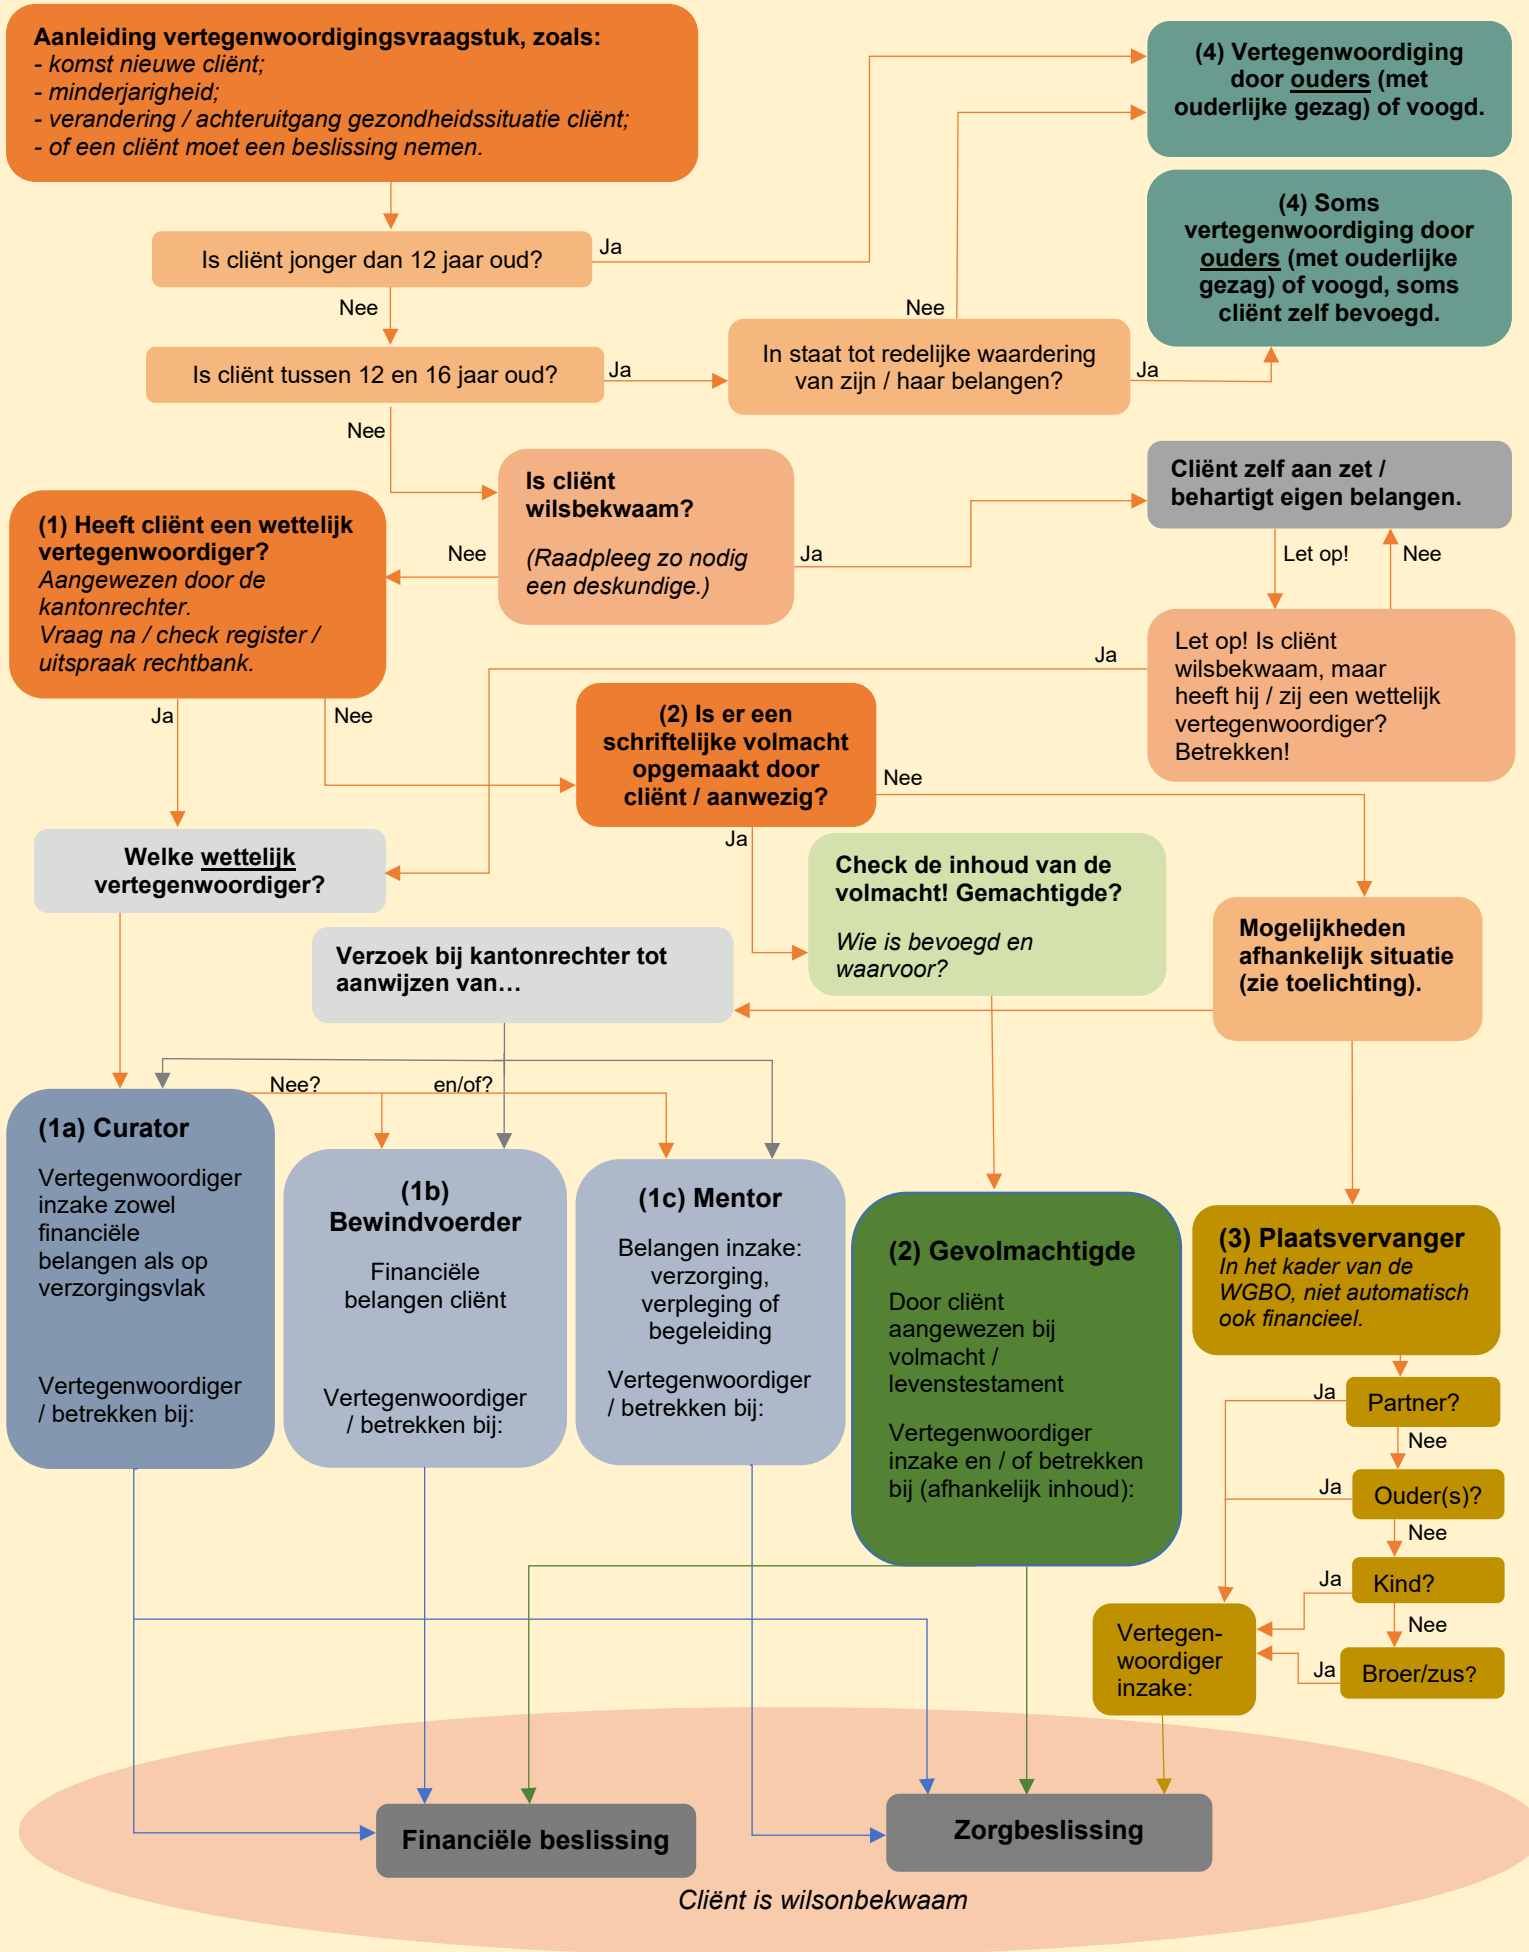 Aanleiding vertegenwoordigingsvraagstuk, zoals:
- komst nieuwe cliënt;
- minderjarigheid;
- verandering / achteruitgang gezondheidssituatie cliënt;
- of een cliënt moet een beslissing nemen.
(4) Vertegenwoordiging
door ouders (met
ouderlijke gezag) of voogd.
(4) Soms
vertegenwoordiging door
ouders (met ouderlijke
gezag) of voogd, soms
cliënt zelf bevoegd.
Is cliënt jonger dan 12 jaar oud?
Ja
Nee
Nee
Is cliënt tussen 12 en 16 jaar oud?
Ja
In staat tot redelijke waardering
van zijn / haar belangen?
Ja
Nee
Is cliënt
wilsbekwaam?
(Raadpleeg zo nodig
een deskundige.)
Nee
Ja
Cliënt zelf aan zet /
behartigt eigen belangen.
Let op!
Nee
(1) Heeft cliënt een wettelijk
vertegenwoordiger?
Aangewezen door de
kantonrechter.
Vraag na / check register /
uitspraak rechtbank.
Let op! Is cliënt
wilsbekwaam, maar
heeft hij / zij een wettelijk
vertegenwoordiger?
Betrekken!
Ja
Ja
Nee
(2) Is er een
schriftelijke volmacht
opgemaakt door
cliënt / aanwezig?
Nee
Ja
Welke wettelijk
vertegenwoordiger?
Check de inhoud van de
volmacht! Gemachtigde?
Wie is bevoegd en
waarvoor?
Mogelijkheden
afhankelijk situatie
(zie toelichting).
Verzoek bij kantonrechter tot
aanwijzen van…
Nee?
en/of?
(1a) Curator
Vertegenwoordiger
inzake zowel
financiële
belangen als op
verzorgingsvlak
Vertegenwoordiger
/ betrekken bij:
(1b)
Bewindvoerder
Financiële
belangen cliënt
Vertegenwoordiger
/ betrekken bij:
(1c) Mentor
Belangen inzake:
verzorging,
verpleging of
begeleiding
Vertegenwoordiger
/ betrekken bij:
(2) Gevolmachtigde
Door cliënt
aangewezen bij
volmacht /
levenstestament
Vertegenwoordiger
inzake en / of betrekken
bij (afhankelijk inhoud):
(3) Plaatsvervanger
In het kader van de
WGBO, niet automatisch
ook financieel.
Ja
Partner?
Nee
Ja
Ouder(s)?
Nee
Ja
Kind?
Nee
Ja
Broer/zus?
Vertegen-
woordiger
inzake:
Financiële beslissing
Zorgbeslissing
Cliënt is wilsonbekwaam